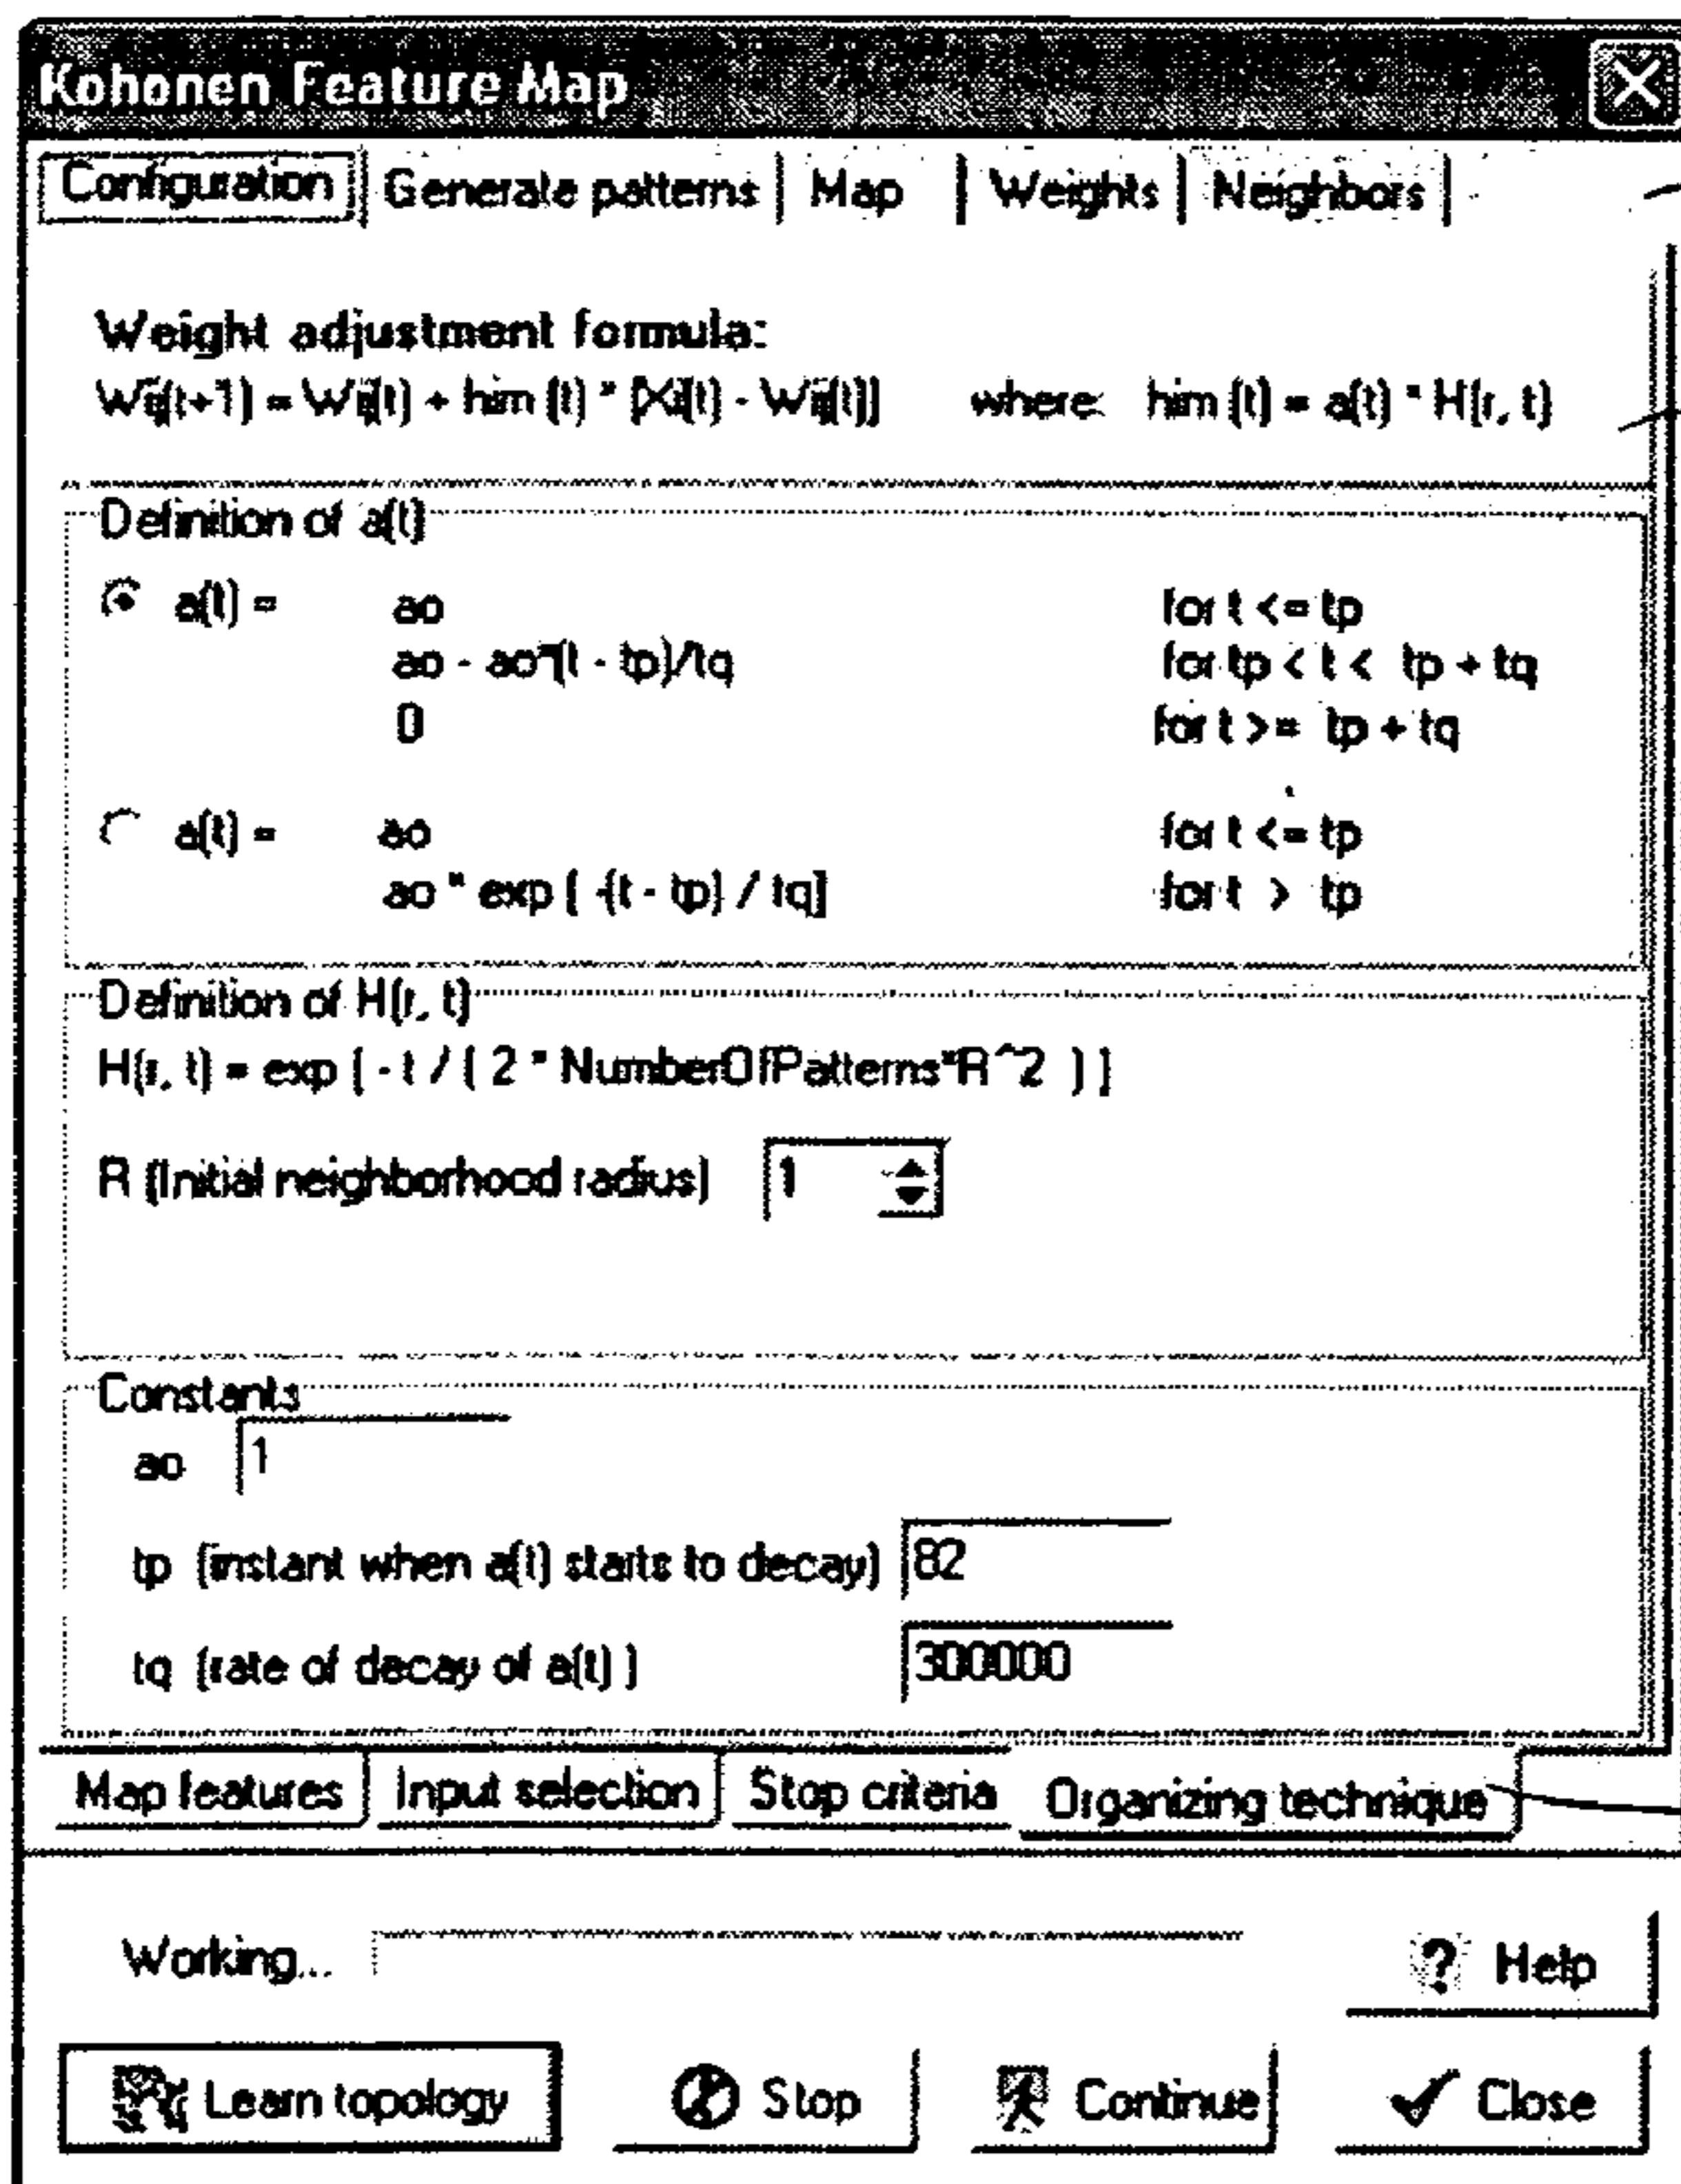 Kohonen Feature Map
Configuration Generate patterns Map Weights Neighbors
Weight adjustment formula:
Wij(t+1) = Wij(t) + him (t) * [Xi(t) - Wij(t)] where: him (t) = a(t) * H(r, t)
Definition of a(t)
a(t) = ao for t <= tp
ao - ao*(t - tp)/tq for tp < t < tp + tq
0 for t >= tp + tq
a(t) = ao for t <= tp
ao * exp [ -(t - tp) / tq] for t > tp
Definition of H(r, t)
H(r, t) = exp [ - t / ( 2 * NumberOfPatterns*R^2 ) ]
R (Initial neighborhood radius) 1
Constants
ao 1
tp (instant when a(t) starts to decay) 82
tq (rate of decay of a(t) ) 300000
Map features Input selection Stop criteria Organizing technique
Working... ? Help
Learn topology Stop Continue Close